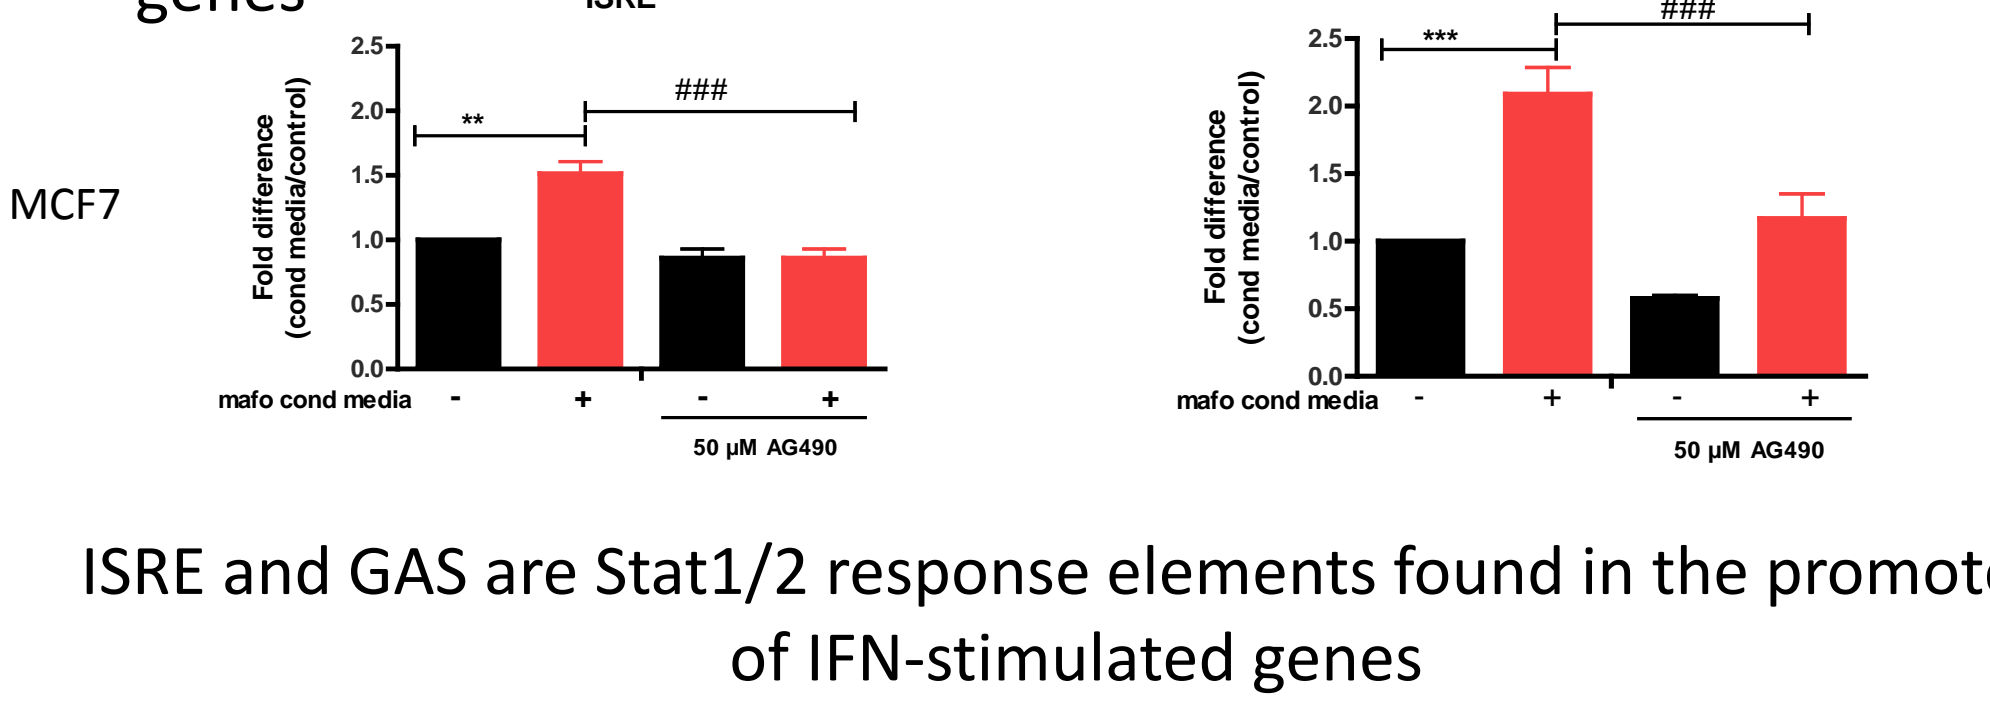 genes
ISRE
2.5
2.0
1.5
1.0
0.5
0.0
Fold difference
(cond media/control)
**
###
MCF7
mafo cond media - + - +
50 µM AG490
2.5
2.0
1.5
1.0
0.5
0.0
Fold difference
(cond media/control)
***
###
mafo cond media - + - +
50 µM AG490
ISRE and GAS are Stat1/2 response elements found in the promot
of IFN-stimulated genes